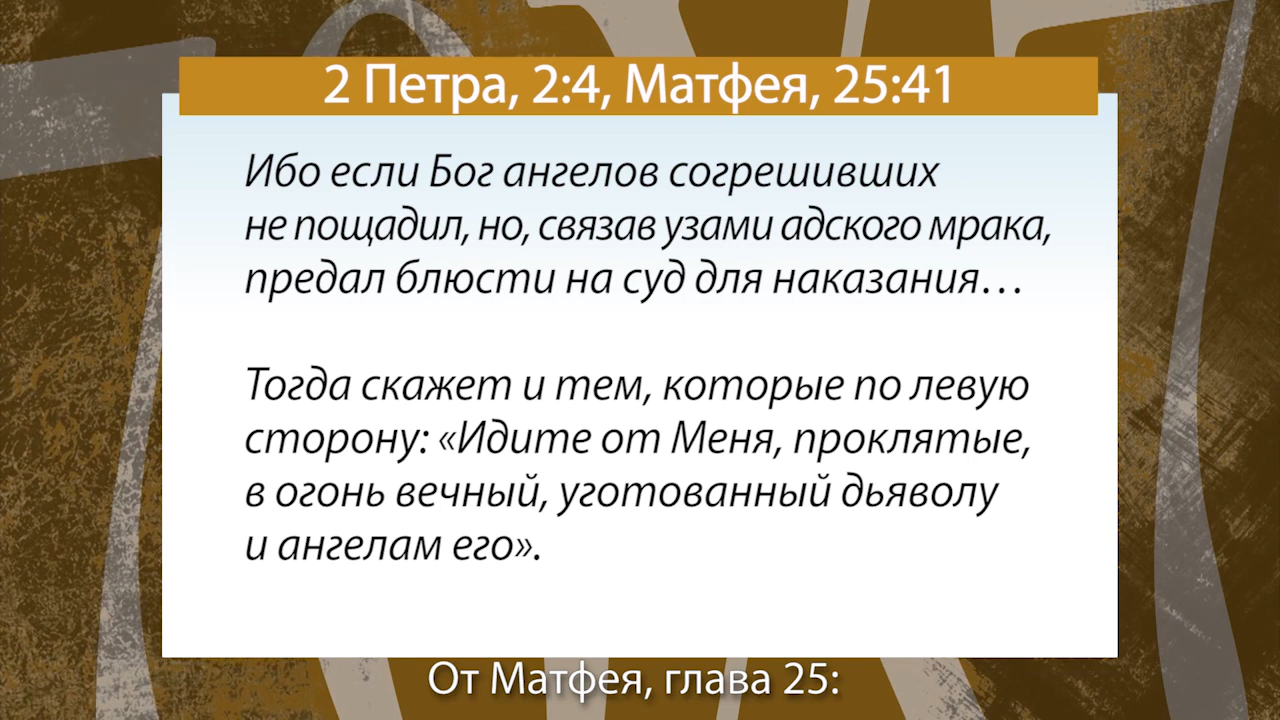 2 Петра, 2:4, Матфея, 25:41
Ибо если Бог ангелов согрешивших
не пощадил, но, связав узами адского мрака,
предал блюсти на суд для наказания…
Тогда скажет и тем, которые по левую
сторону: «Идите от Меня, проклятые,
в огонь вечный, уготованный дьяволу
и ангелам его».
От Матфея, глава 25: